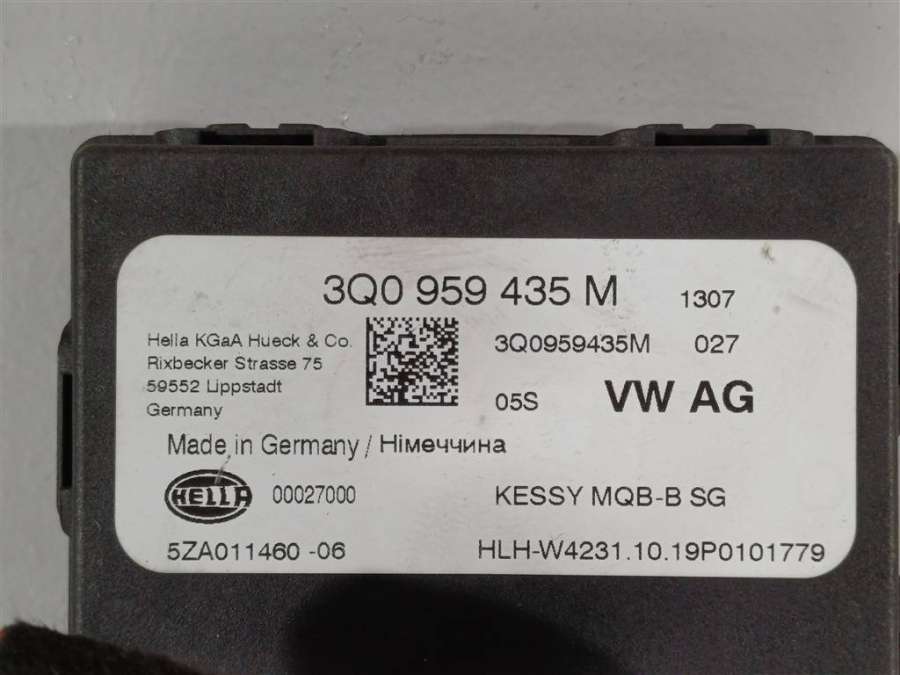 3Q0 959 435 M 1307
Hella KGaA Hueck & Co.
Rixbecker Strasse 75
59552 Lippstadt
Germany
3Q0959435M 027
05S VW AG
Made in Germany / Німеччина
HELLA 00027000 KESSY MQB-B SG
5ZA011460 -06 HLH-W4231.10.19P0101779